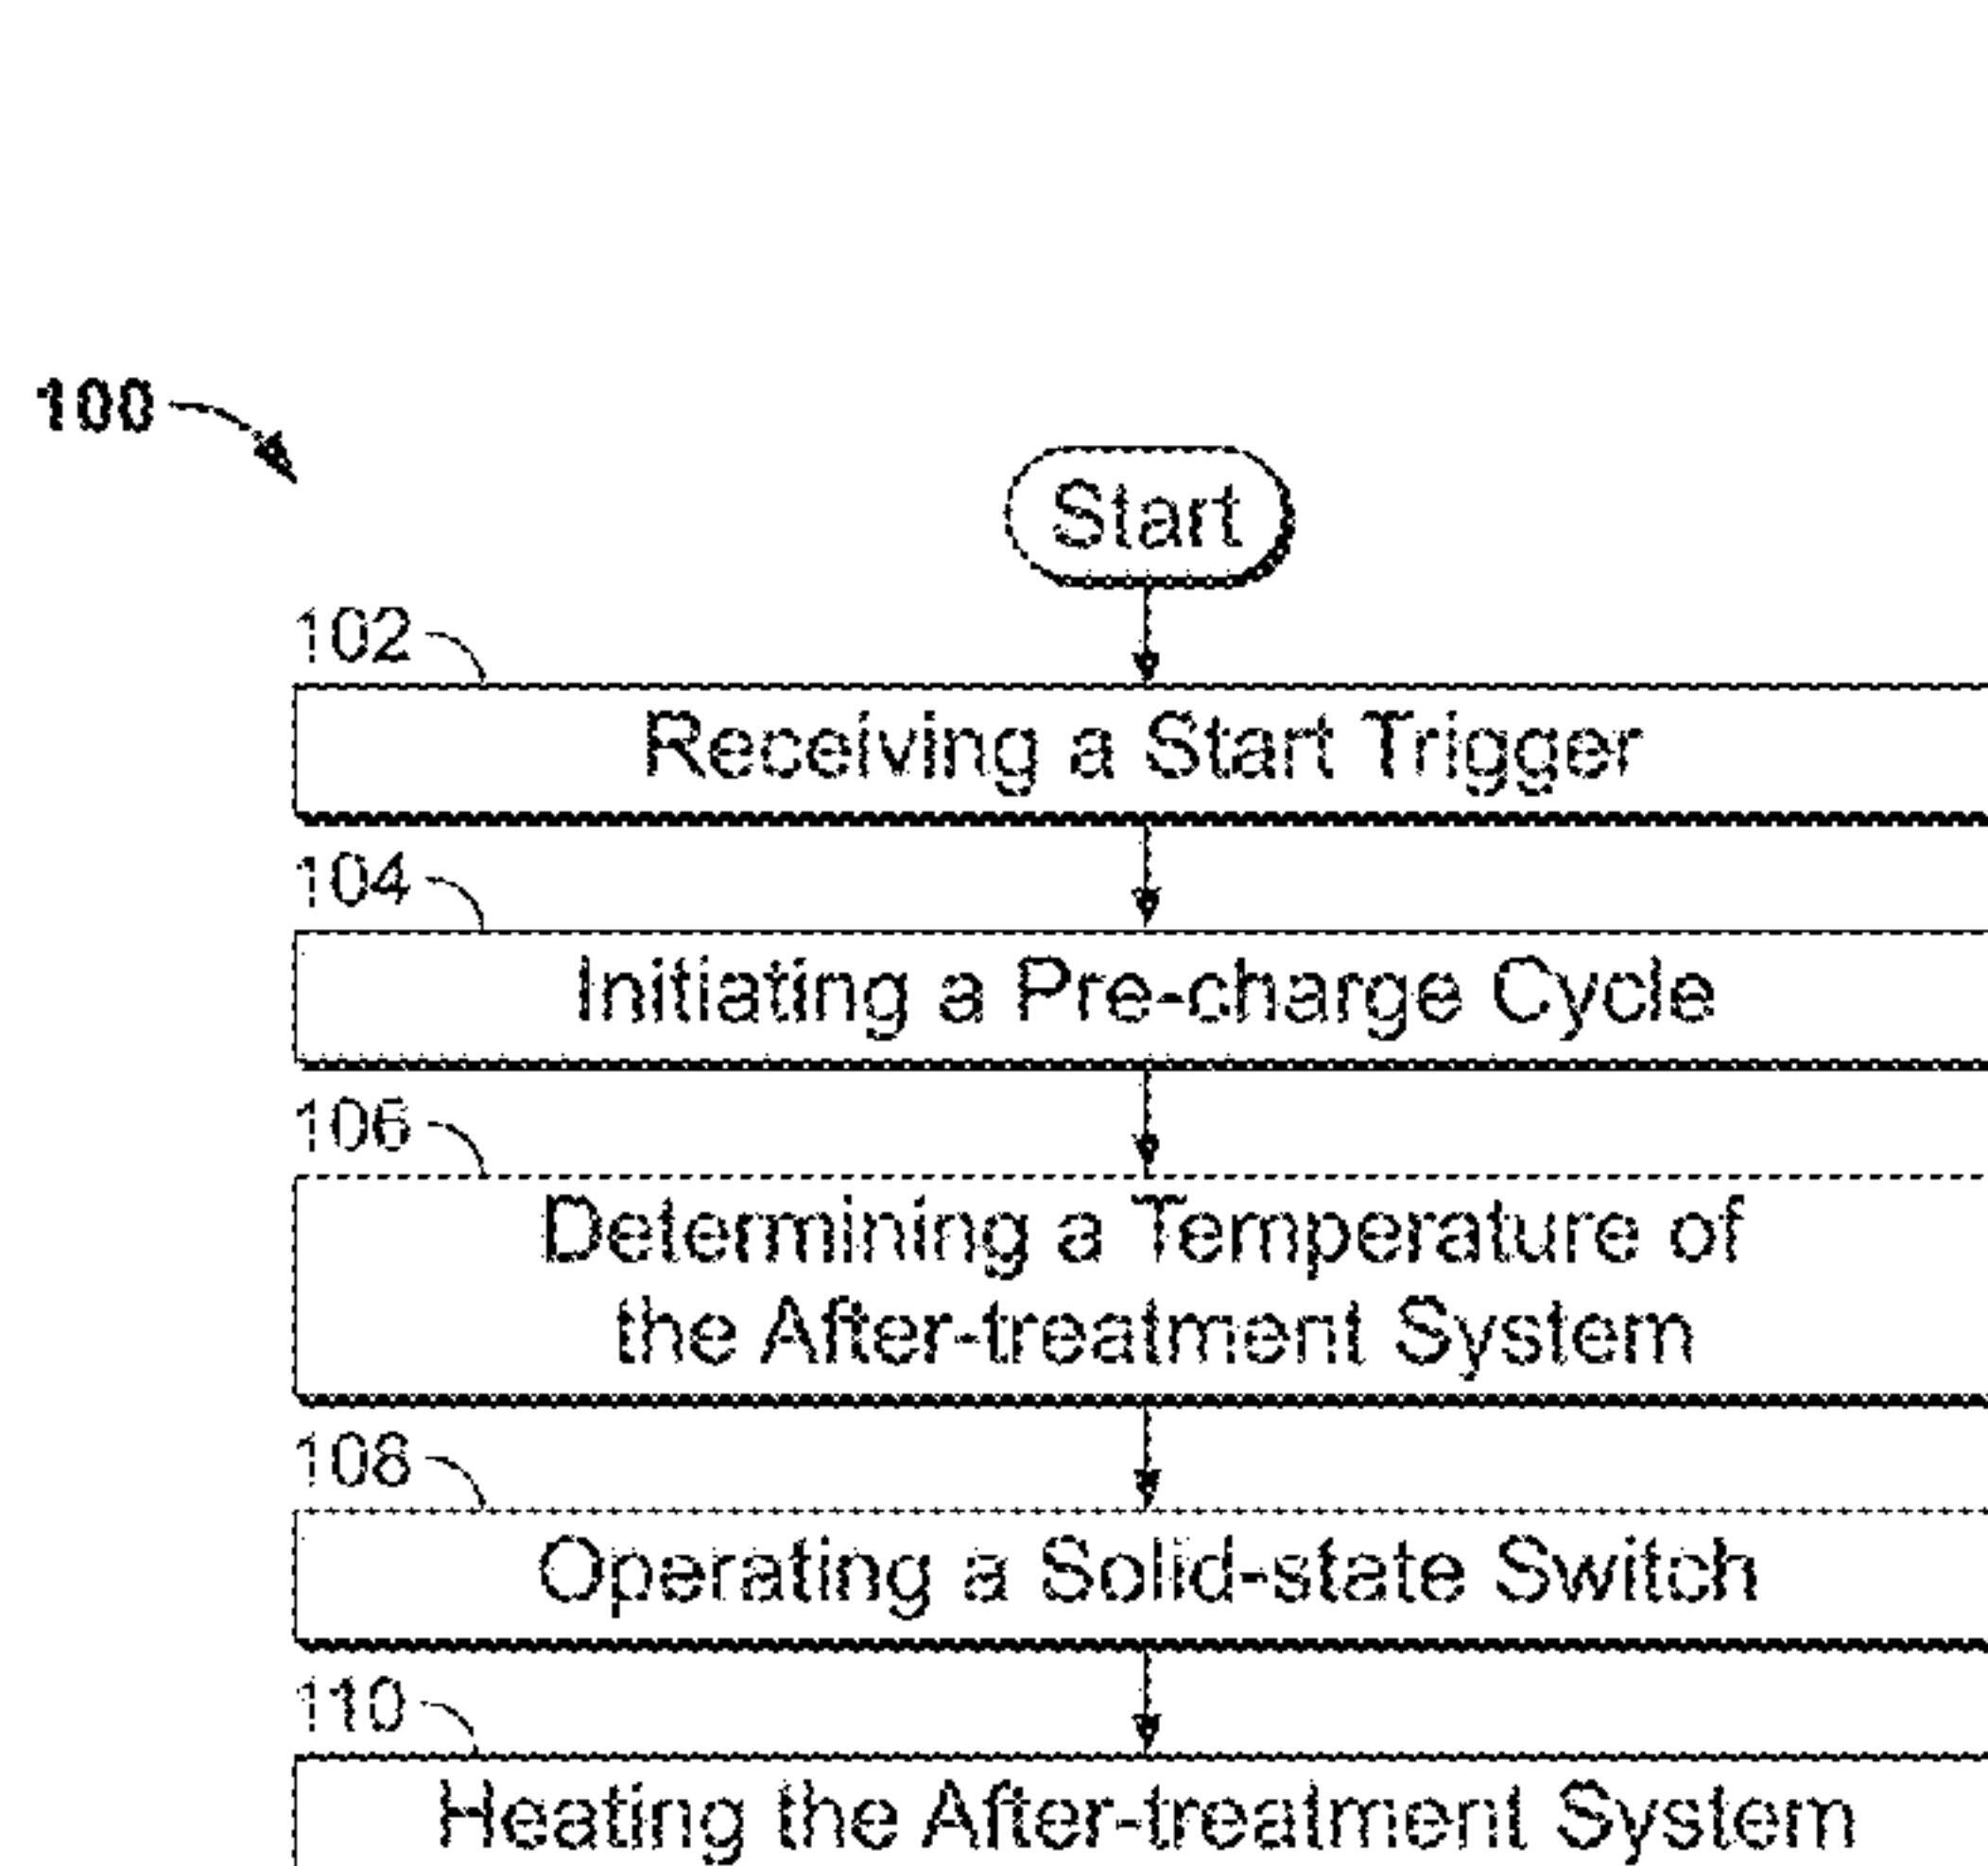 100
Start
102
Receiving a Start Trigger
104
Initiating a Pre-charge Cycle
106
Determining a Temperature of
the After-treatment System
108
Operating a Solid-state Switch
110
Heating the After-treatment System